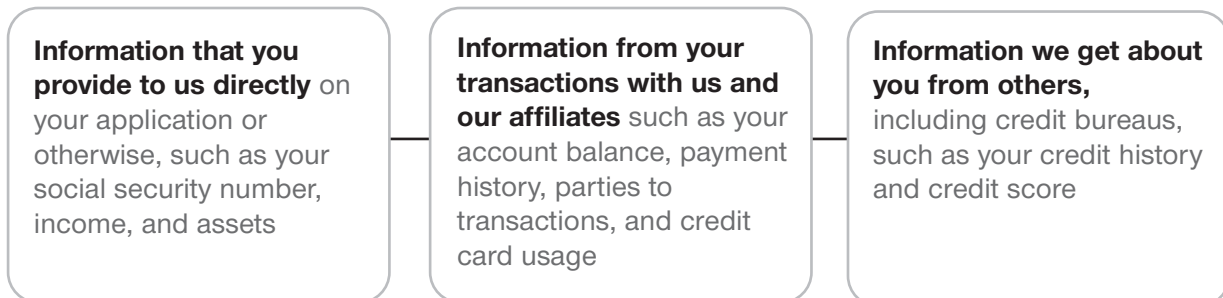 Information that you
provide to us directly on
your application or
otherwise, such as your
social security number,
income, and assets
Information from your
transactions with us and
our affiliates such as your
account balance, payment
history, parties to
transactions, and credit
card usage
Information we get about
you from others,
including credit bureaus,
such as your credit history
and credit score